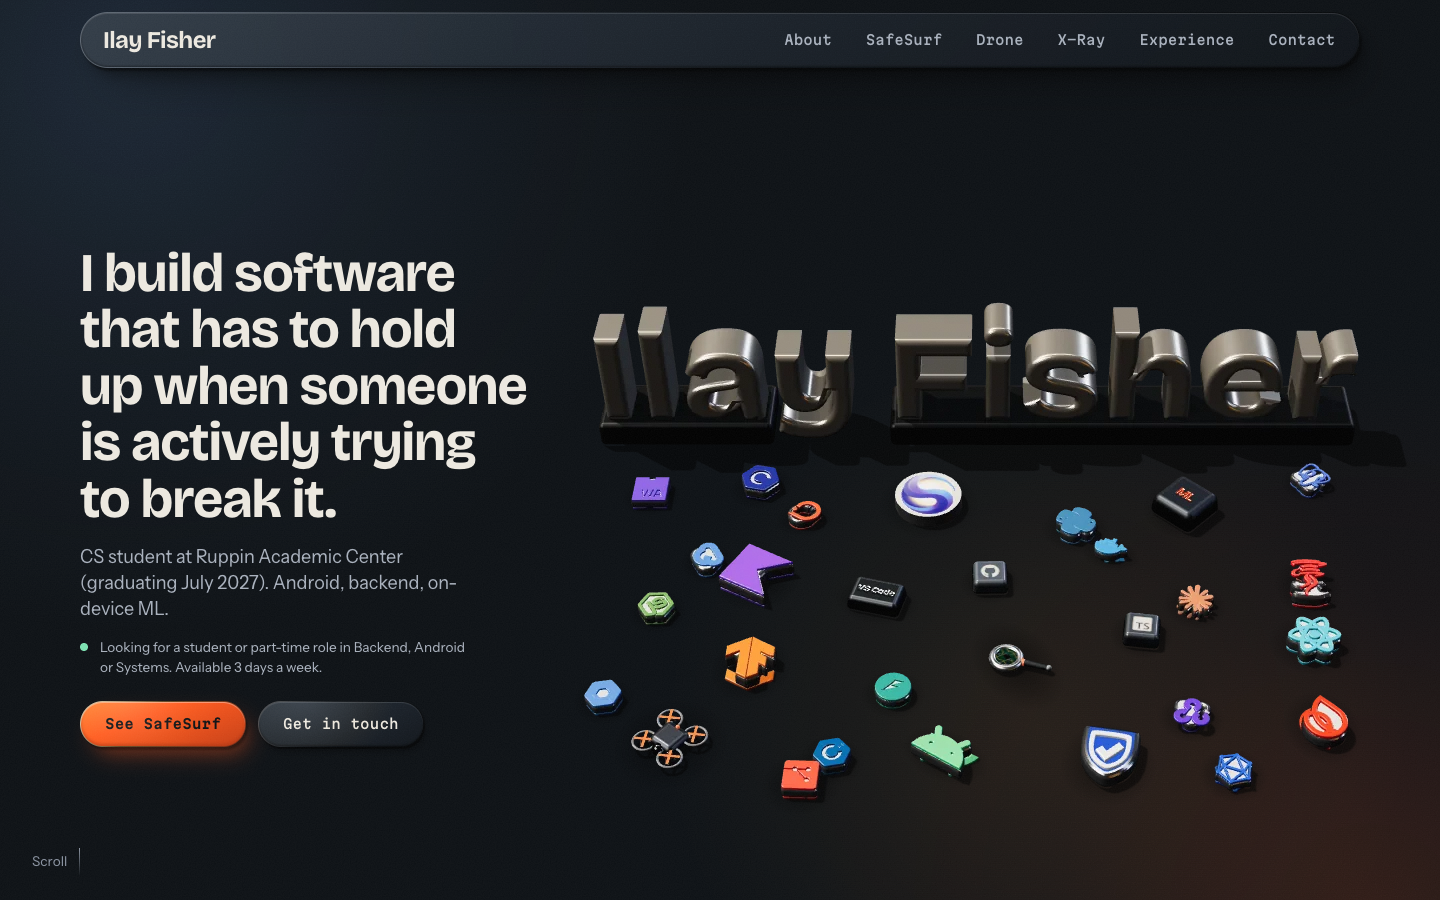 Ilay Fisher
About
SafeSurf
Drone
X-Ray
Experience
Contact
I build software
that has to hold
up when someone
is actively trying
to break it.
CS student at Ruppin Academic Center
(graduating July 2027). Android, backend, on-
device ML.
Looking for a student or part-time role in Backend, Android
or Systems. Available 3 days a week.
See SafeSurf
Get in touch
Scroll
Ilay Fisher
WA
C
ML
VS Code
TS